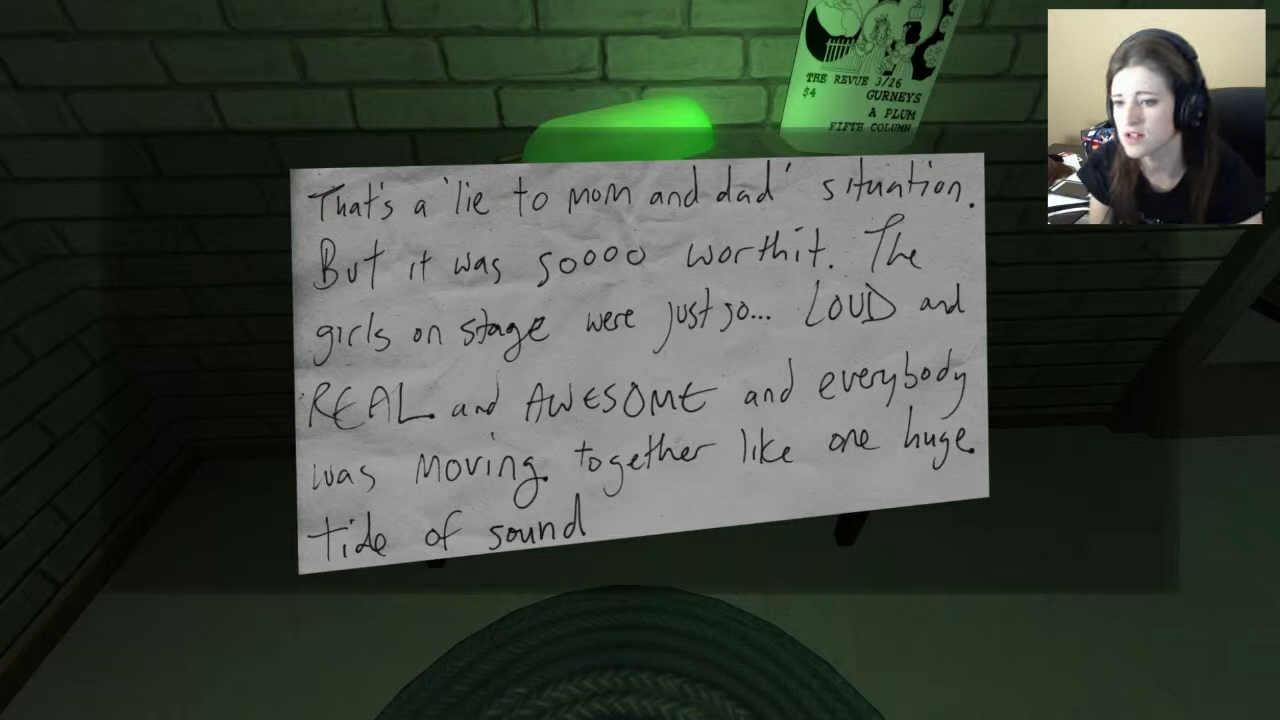 THE REVUE 3/26
$4 GURNEYS
A PLUM
FIFTH COLUMN
That's a 'lie to mom and dad' situation.
But it was soooo worth it. The
girls on stage were just so... LOUD and
REAL and AWESOME and everybody
was moving together like one huge
tide of sound